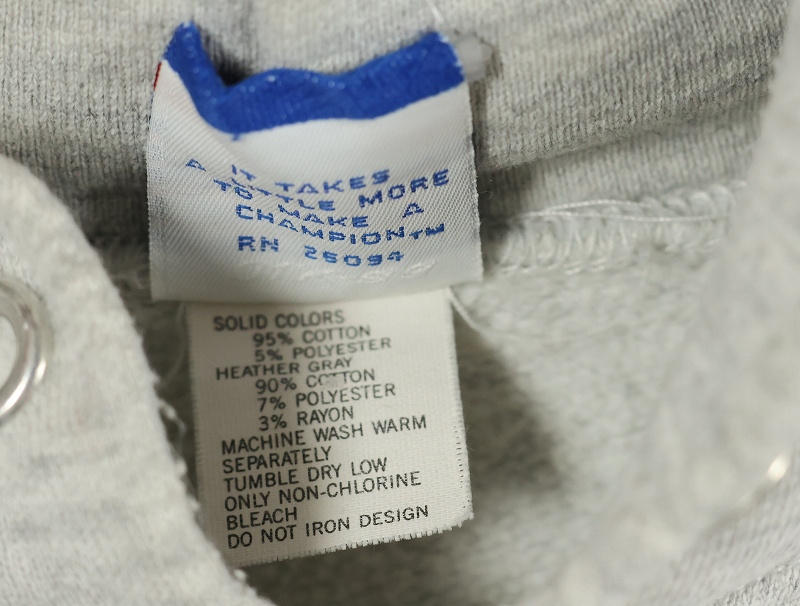 IT TAKES
A LITTLE MORE
TO MAKE A
CHAMPION™
RN 26094
SOLID COLORS
95% COTTON
5% POLYESTER
HEATHER GRAY
90% COTTON
7% POLYESTER
3% RAYON
MACHINE WASH WARM
SEPARATELY
TUMBLE DRY LOW
ONLY NON-CHLORINE
BLEACH
DO NOT IRON DESIGN